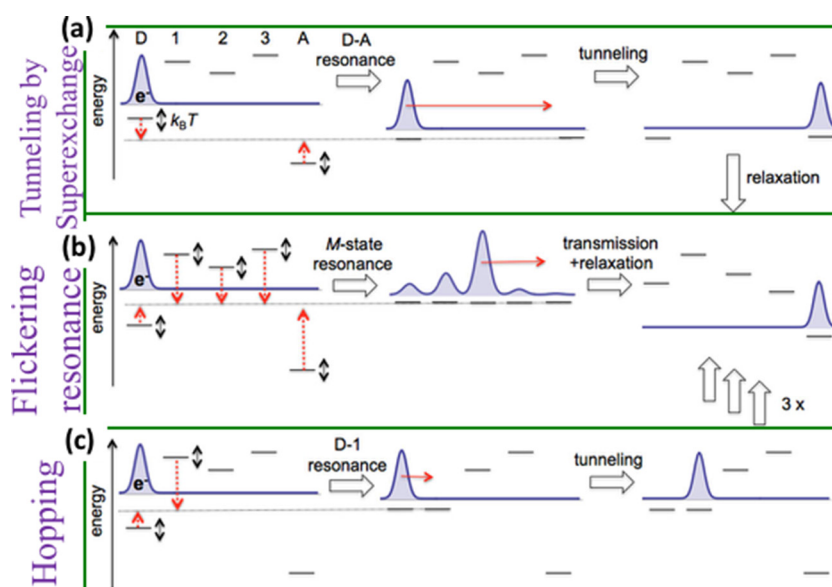 (a)
D 1 2 3 A
D-A
resonance
tunneling
energy
e-
kBT
Tunneling by
Superexchange
relaxation
(b)
M-state
resonance
transmission
+relaxation
energy
e-
Flickering
resonance
3 x
(c)
D-1
resonance
tunneling
energy
e-
Hopping